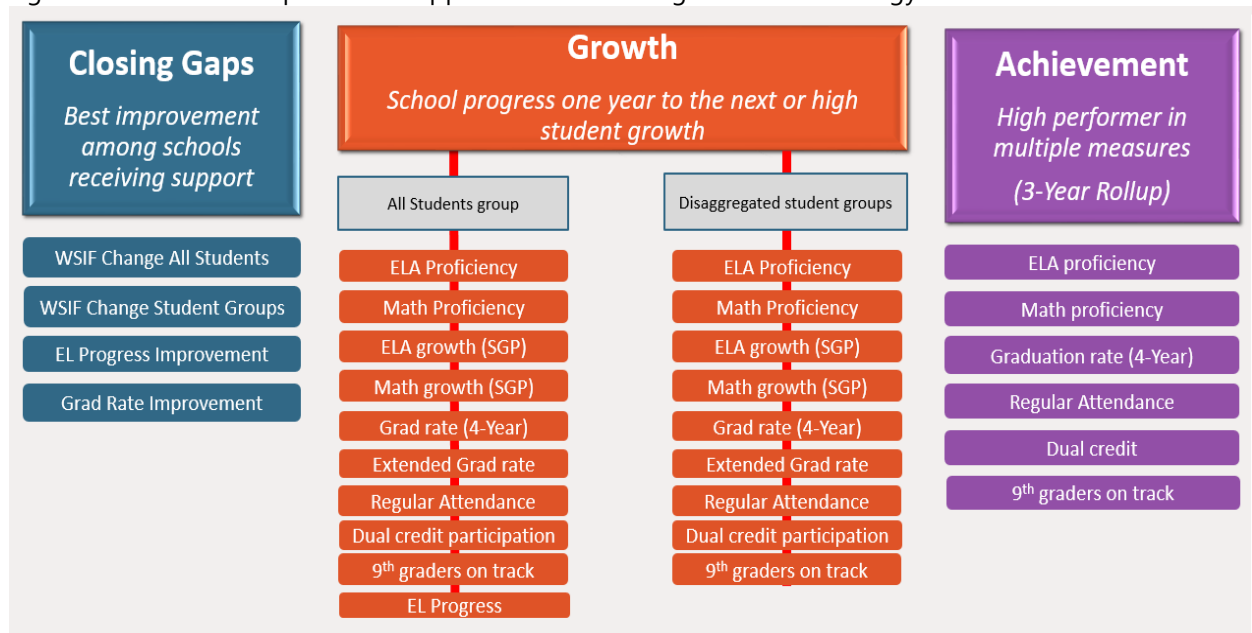 Closing Gaps
Best improvement
among schools
receiving support
WSIF Change All Students
WSIF Change Student Groups
EL Progress Improvement
Grad Rate Improvement
Growth
School progress one year to the next or high
student growth
All Students group
ELA Proficiency
Math Proficiency
ELA growth (SGP)
Math growth (SGP)
Grad rate (4-Year)
Extended Grad rate
Regular Attendance
Dual credit participation
9th graders on track
EL Progress
Disaggregated student groups
ELA Proficiency
Math Proficiency
ELA growth (SGP)
Math growth (SGP)
Grad rate (4-Year)
Extended Grad rate
Regular Attendance
Dual credit participation
9th graders on track
Achievement
High performer in
multiple measures
(3-Year Rollup)
ELA proficiency
Math proficiency
Graduation rate (4-Year)
Regular Attendance
Dual credit
9th graders on track